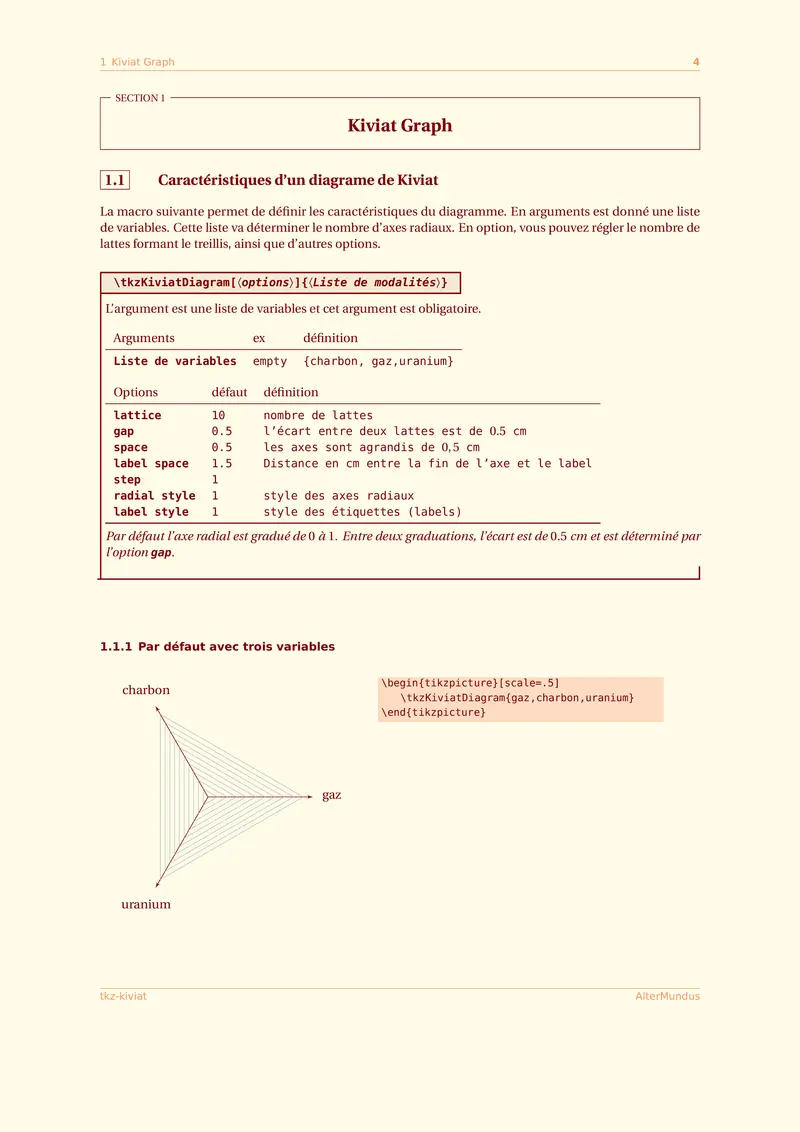 1 Kiviat Graph 4
SECTION 1
Kiviat Graph
1.1 Caractéristiques d’un diagrame de Kiviat
La macro suivante permet de définir les caractéristiques du diagramme. En arguments est donné une liste
de variables. Cette liste va déterminer le nombre d’axes radiaux. En option, vous pouvez régler le nombre de
lattes formant le treillis, ainsi que d’autres options.
\tkzKiviatDiagram[⟨options⟩]{⟨Liste de modalités⟩}
L’argument est une liste de variables et cet argument est obligatoire.
Arguments ex définition
Liste de variables empty {charbon, gaz,uranium}
Options défaut définition
lattice 10 nombre de lattes
gap 0.5 l’écart entre deux lattes est de 0.5 cm
space 0.5 les axes sont agrandis de 0,5 cm
label space 1.5 Distance en cm entre la fin de l’axe et le label
step 1
radial style 1 style des axes radiaux
label style 1 style des étiquettes (labels)
Par défaut l’axe radial est gradué de 0 à 1. Entre deux graduations, l’écart est de 0.5 cm et est déterminé par
l’option gap.
1.1.1 Par défaut avec trois variables
\begin{tikzpicture}[scale=.5]
\tkzKiviatDiagram{gaz,charbon,uranium}
\end{tikzpicture}
charbon
gaz
uranium
tkz-kiviat AlterMundus